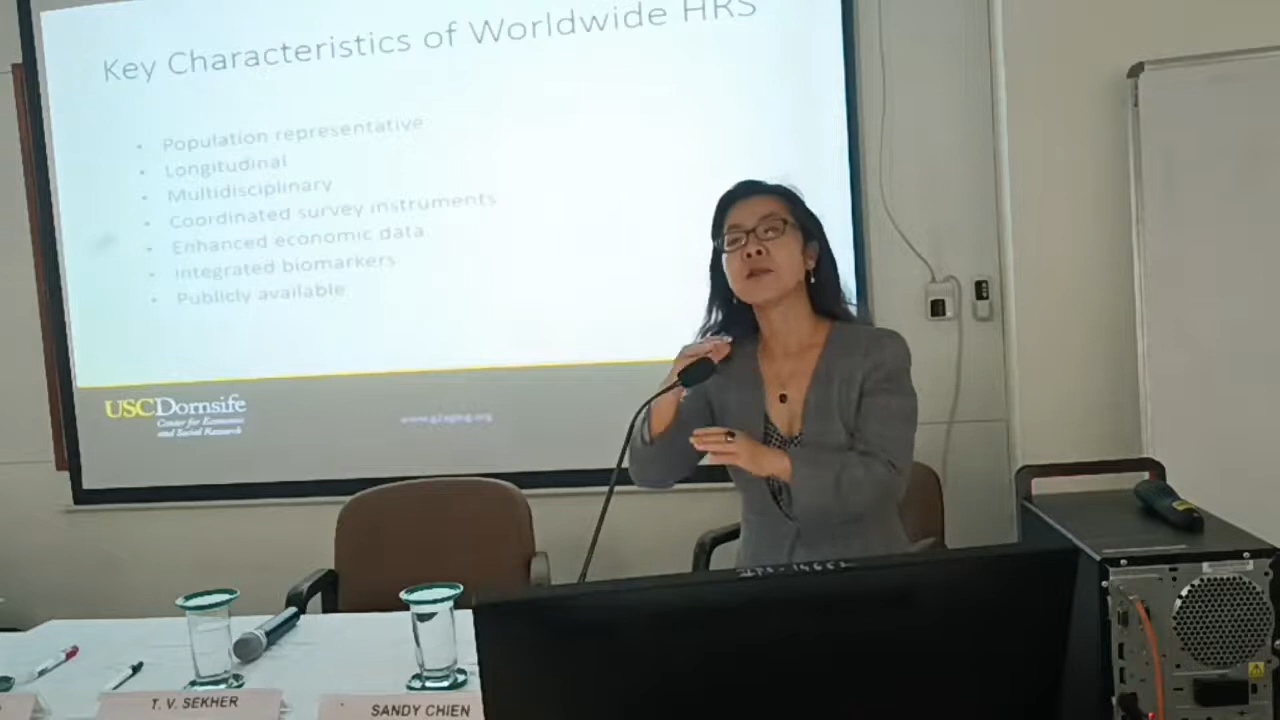 Key Characteristics of Worldwide HRS
• Population representative
• Longitudinal
• Multidisciplinary
• Coordinated survey instruments
• Enhanced economic data
• Integrated biomarkers
• Publicly available
USCDornsife
Center for Economic
and Social Research
www.g2aging.org
T. V. SEKHER
SANDY CHIEN